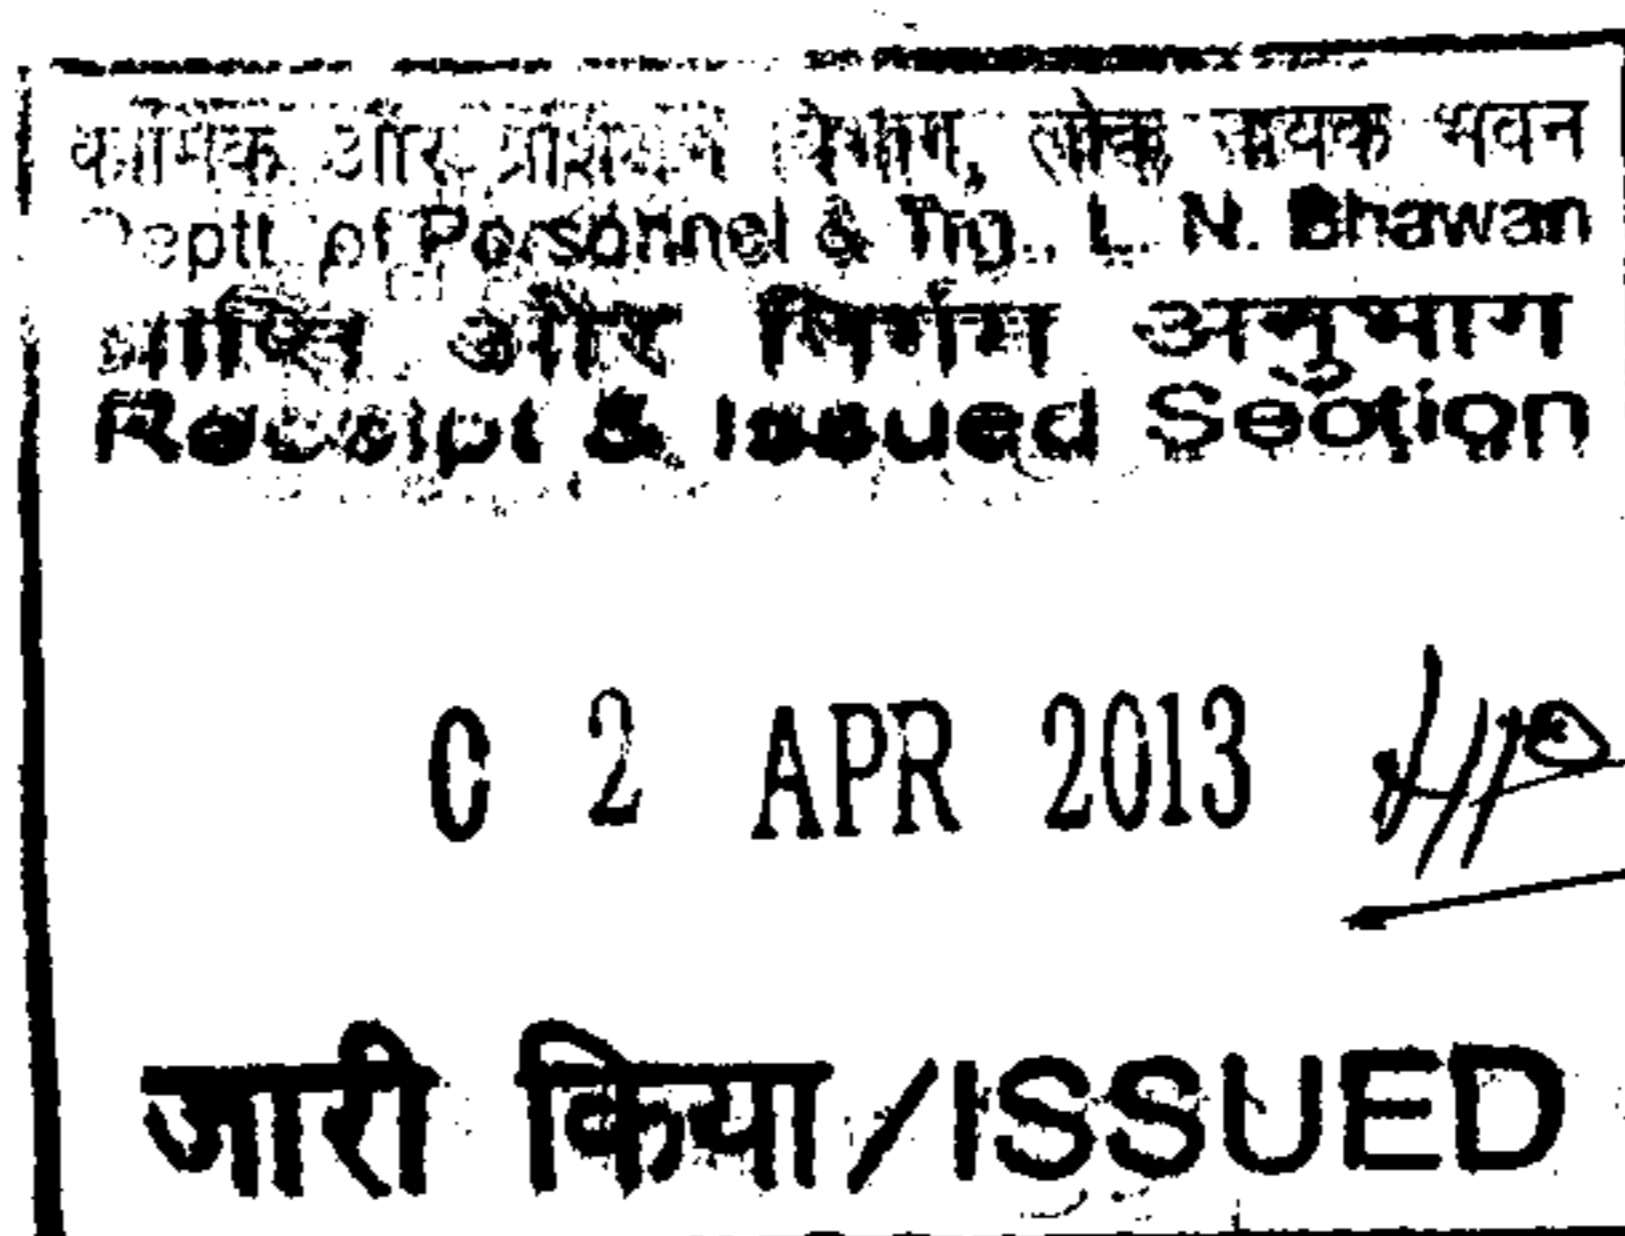 कार्मिक और प्रशिक्षण विभाग, लोक नायक भवन
Deptt. of Personnel & Trg., L. N. Bhawan
प्राप्ति और निर्गम अनुभाग
Receipt & Issued Section
02 APR 2013
जारी किया/ISSUED